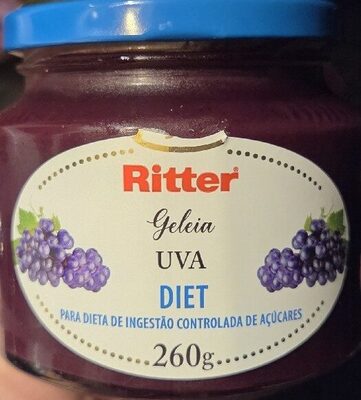 Ritter
Geleia
UVA
DIET
PARA DIETA DE INGESTÃO CONTROLADA DE AÇÚCARES
260g